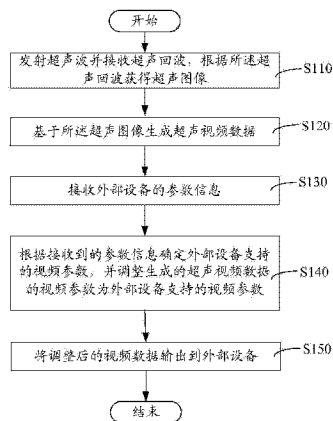 开始
发射超声波并接收超声回波，根据所述超
声回波获得超声图像
S110
基于所述超声图像生成超声视频数据
S120
接收外部设备的参数信息
S130
根据接收到的参数信息确定外部设备支持
的视频参数，并调整生成的超声视频数据
的视频参数为外部设备支持的视频参数
S140
将调整后的视频数据输出到外部设备
S150
结束